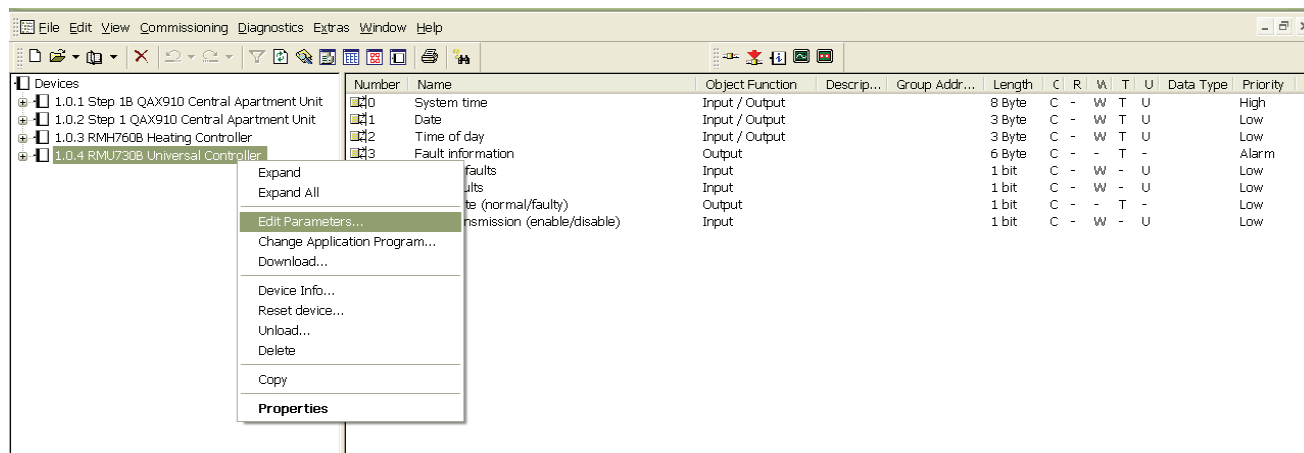 File Edit View Commissioning Diagnostics Extras Window Help
Devices
1.0.1 Step 1B QAX910 Central Apartment Unit
1.0.2 Step 1 QAX910 Central Apartment Unit
1.0.3 RMH760B Heating Controller
1.0.4 RMU730B Universal Controller
Number Name Object Function Descrip... Group Addr... Length C R W T U Data Type Priority
0 System time Input / Output 8 Byte C - W T U High
1 Date Input / Output 3 Byte C - W T U Low
2 Time of day Input / Output 3 Byte C - W T U Low
3 Fault information Output 6 Byte C - - T - Alarm
faults Input 1 bit C - W - U Low
ults Input 1 bit C - W - U Low
te (normal/faulty) Output 1 bit C - - T - Low
nsmission (enable/disable) Input 1 bit C - W - U Low
Expand
Expand All
Edit Parameters...
Change Application Program...
Download...
Device Info...
Reset device...
Unload...
Delete
Copy
Properties